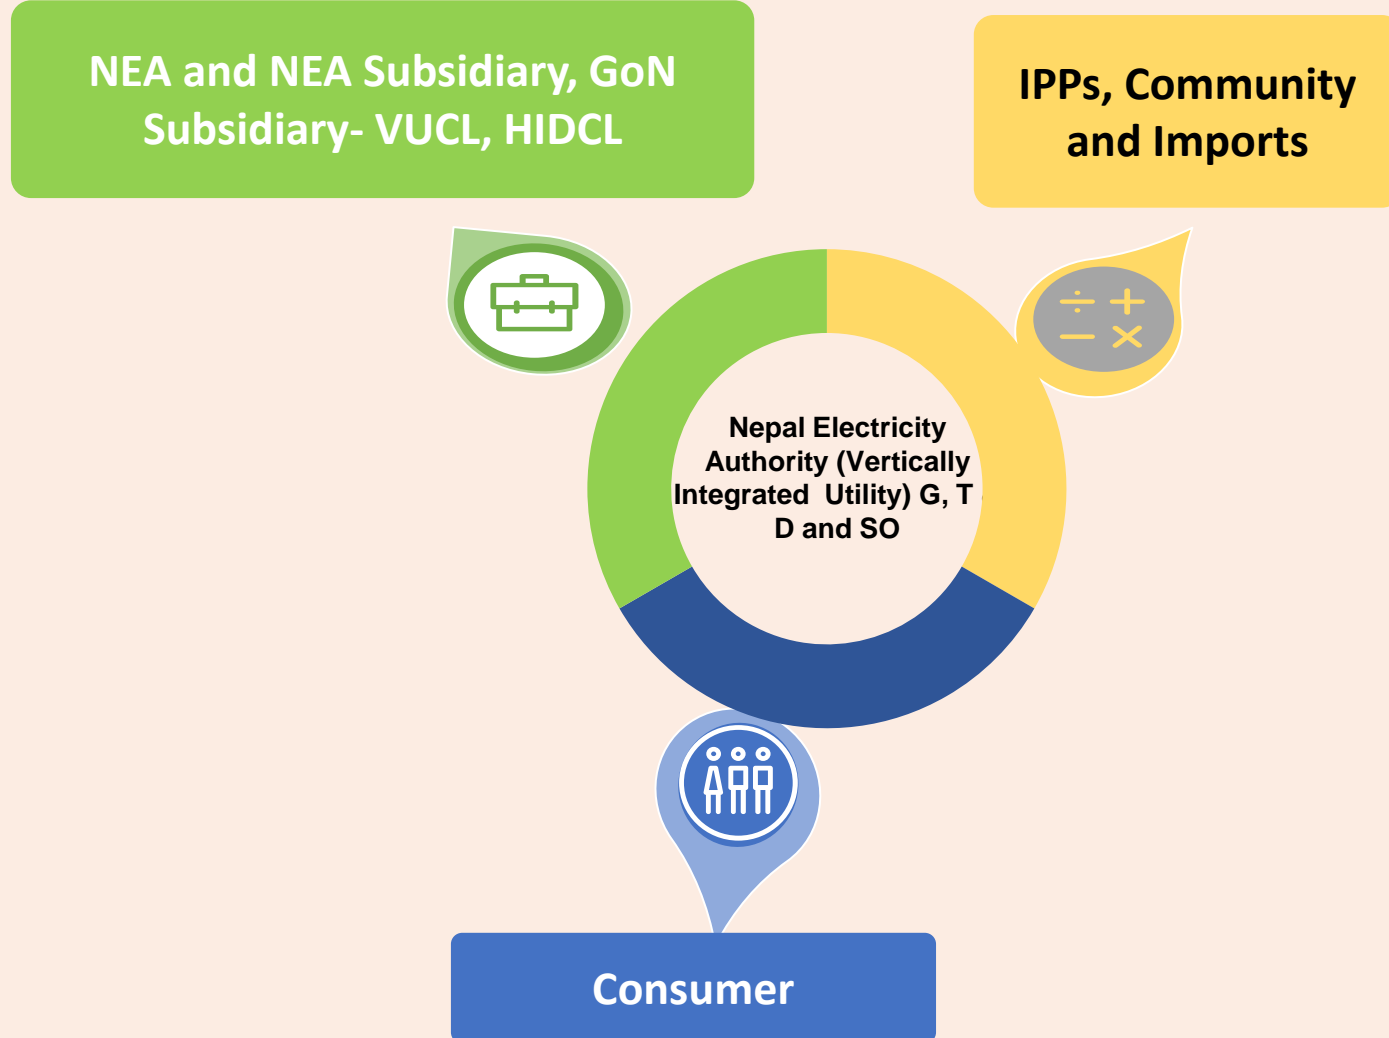 NEA and NEA Subsidiary, GoN
Subsidiary- VUCL, HIDCL
IPPs, Community
and Imports
Nepal Electricity
Authority (Vertically
Integrated Utility) G, T
D and SO
Consumer